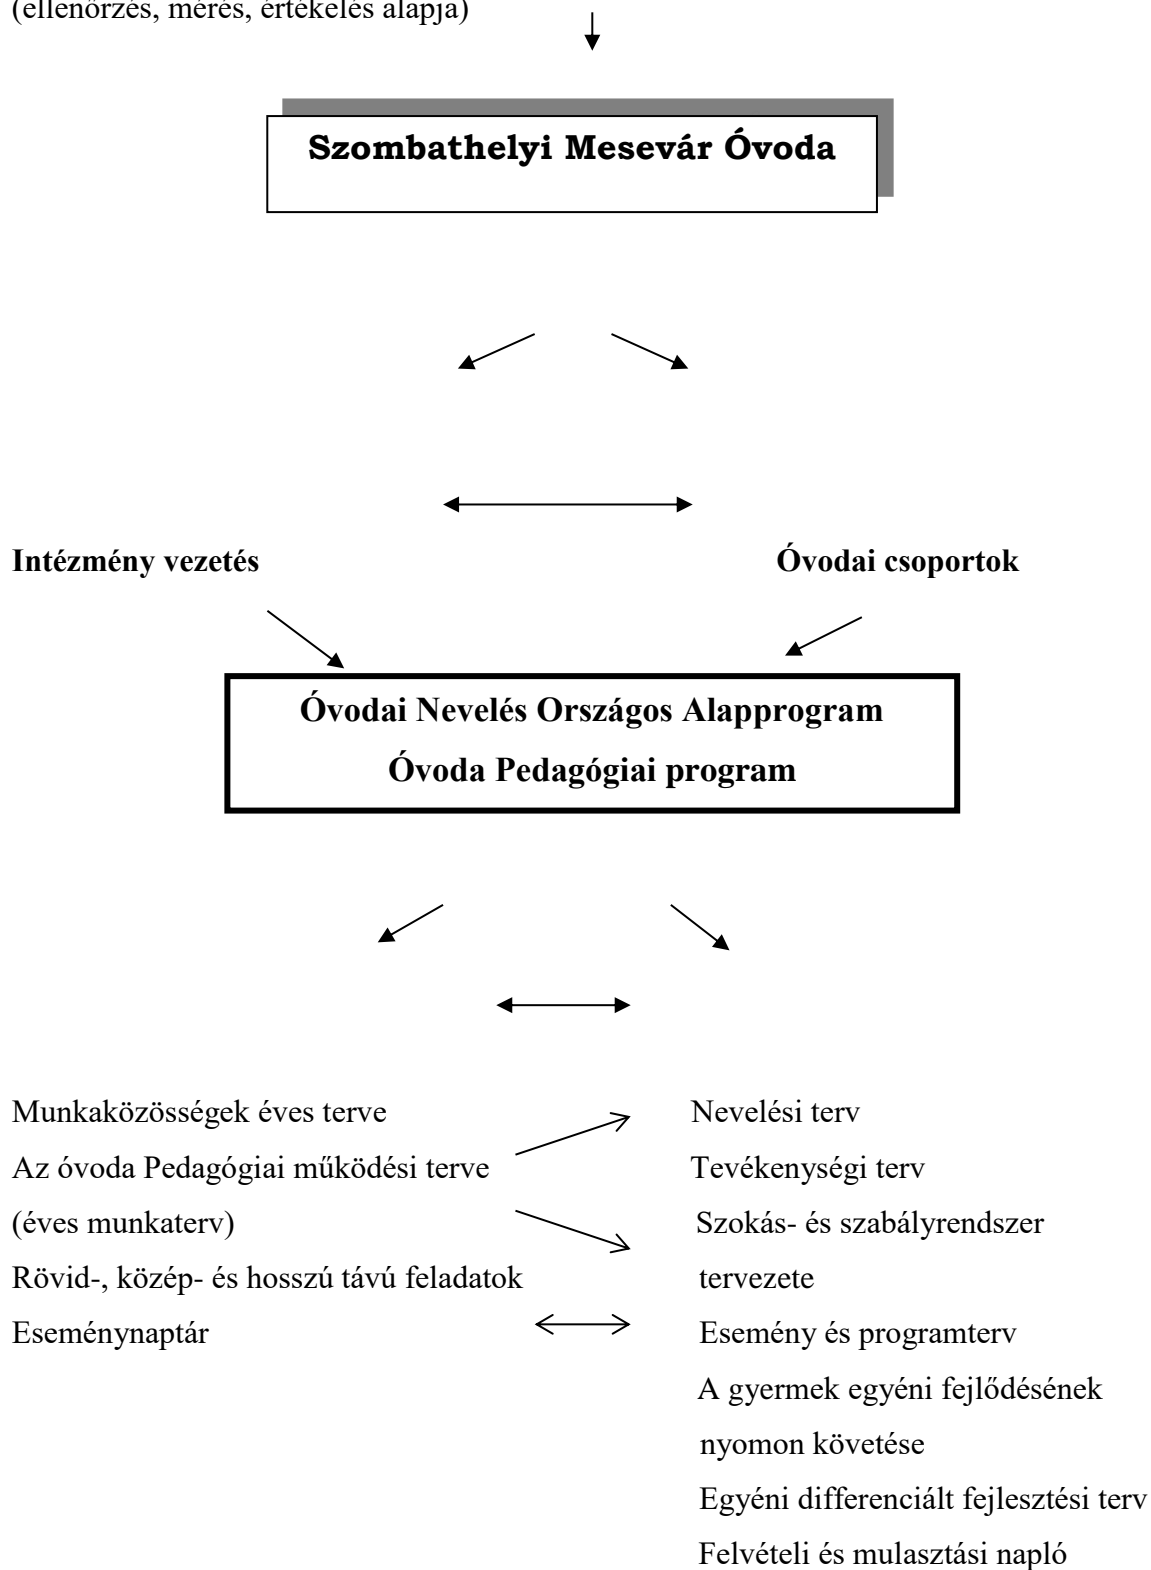 (ellenőrzés, mérés, értékelés alapja)
Szombathelyi Mesevár Óvoda
Intézmény vezetés
Óvodai csoportok
Óvodai Nevelés Országos Alapprogram
Óvoda Pedagógiai program
Munkaközösségek éves terve
Az óvoda Pedagógiai működési terve
(éves munkaterv)
Rövid-, közép- és hosszú távú feladatok
Eseménynaptár
Nevelési terv
Tevékenységi terv
Szokás- és szabályrendszer
tervezete
Esemény és programterv
A gyermek egyéni fejlődésének
nyomon követése
Egyéni differenciált fejlesztési terv
Felvételi és mulasztási napló